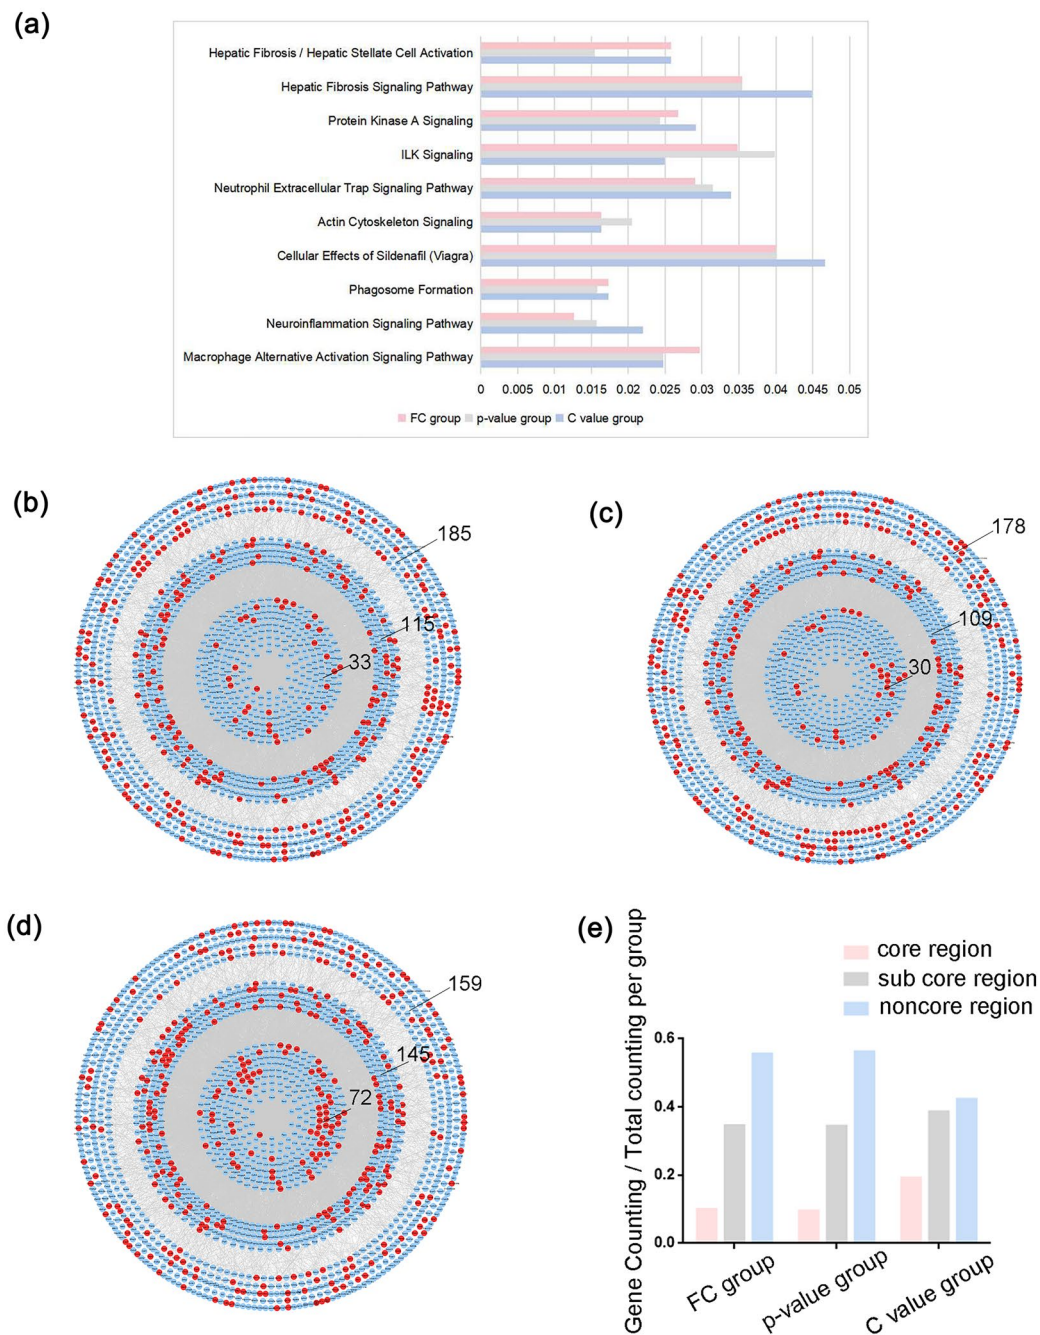 (a)
Hepatic Fibrosis / Hepatic Stellate Cell Activation
Hepatic Fibrosis Signaling Pathway
Protein Kinase A Signaling
ILK Signaling
Neutrophil Extracellular Trap Signaling Pathway
Actin Cytoskeleton Signaling
Cellular Effects of Sildenafil (Viagra)
Phagosome Formation
Neuroinflammation Signaling Pathway
Macrophage Alternative Activation Signaling Pathway
0 0.005 0.01 0.015 0.02 0.025 0.03 0.035 0.04 0.045 0.05
FC group p-value group C value group
(b)
185
115
33
(c)
178
109
30
(d)
159
145
72
(e)
core region
sub core region
noncore region
Gene Counting / Total counting per group
0.6
0.4
0.2
0.0
FC group
p-value group
C value group